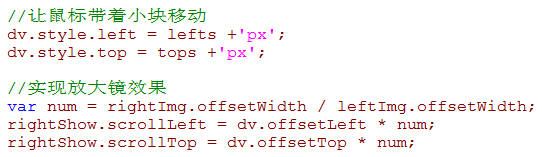 //让鼠标带着小块移动
dv.style.left = lefts +'px';
dv.style.top = tops +'px';
//实现放大镜效果
var num = rightImg.offsetWidth / leftImg.offsetWidth;
rightShow.scrollLeft = dv.offsetLeft * num;
rightShow.scrollTop = dv.offsetTop * num;